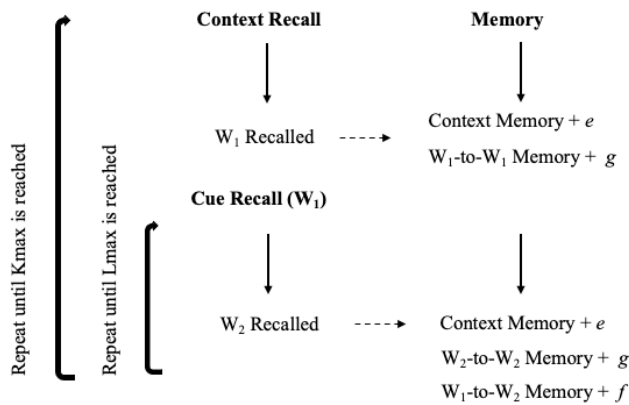 Context Recall
Memory
W₁ Recalled
Context Memory + e
W₁-to-W₁ Memory + g
Cue Recall (W₁)
W₂ Recalled
Context Memory + e
W₂-to-W₂ Memory + g
W₁-to-W₂ Memory + f
Repeat until Kmax is reached
Repeat until Lmax is reached